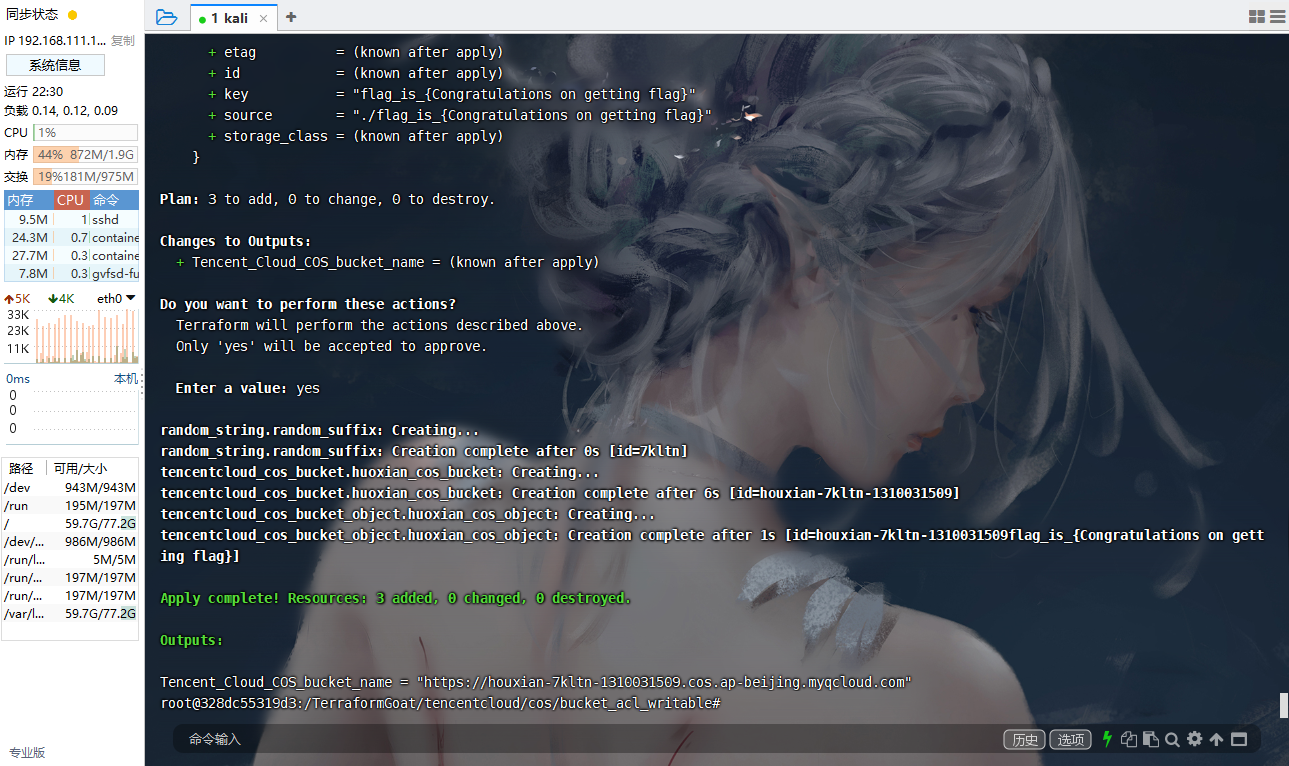 同步状态
IP 192.168.111.1... 复制
系统信息
运行 22:30
负载 0.14, 0.12, 0.09
CPU 1%
内存 44% 872M/1.9G
交换 19% 181M/975M
内存 CPU 命令
9.5M 1 sshd
24.3M 0.7 containe
27.7M 0.3 containe
7.8M 0.3 gvfsd-fu
5K 4K eth0
33K
23K
11K
0ms 本机
0
0
0
路径 可用/大小
/dev 943M/943M
/run 195M/197M
/ 59.7G/77.2G
/dev/... 986M/986M
/run/l... 5M/5M
/run/... 197M/197M
/run/... 197M/197M
/var/l... 59.7G/77.2G
专业版
1 kali
+ etag = (known after apply)
+ id = (known after apply)
+ key = "flag_is_{Congratulations on getting flag}"
+ source = "./flag_is_{Congratulations on getting flag}"
+ storage_class = (known after apply)
}
Plan: 3 to add, 0 to change, 0 to destroy.
Changes to Outputs:
+ Tencent_Cloud_COS_bucket_name = (known after apply)
Do you want to perform these actions?
Terraform will perform the actions described above.
Only 'yes' will be accepted to approve.
Enter a value: yes
random_string.random_suffix: Creating...
random_string.random_suffix: Creation complete after 0s [id=7kltn]
tencentcloud_cos_bucket.huoxian_cos_bucket: Creating...
tencentcloud_cos_bucket.huoxian_cos_bucket: Creation complete after 6s [id=houxian-7kltn-1310031509]
tencentcloud_cos_bucket_object.huoxian_cos_object: Creating...
tencentcloud_cos_bucket_object.huoxian_cos_object: Creation complete after 1s [id=houxian-7kltn-1310031509flag_is_{Congratulations on gett
ing flag}]
Apply complete! Resources: 3 added, 0 changed, 0 destroyed.
Outputs:
Tencent_Cloud_COS_bucket_name = "https://houxian-7kltn-1310031509.cos.ap-beijing.myqcloud.com"
root@328dc55319d3:/TerraformGoat/tencentcloud/cos/bucket_acl_writable#
命令输入 历史 选项